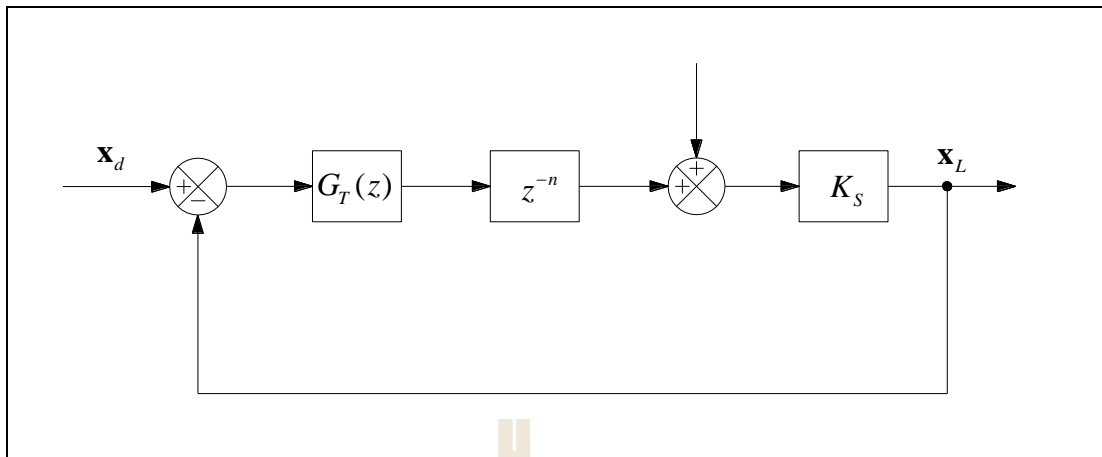 𝐱_d
+
−
G_T(z)
z^{-n}
+
+
K_S
𝐱_L